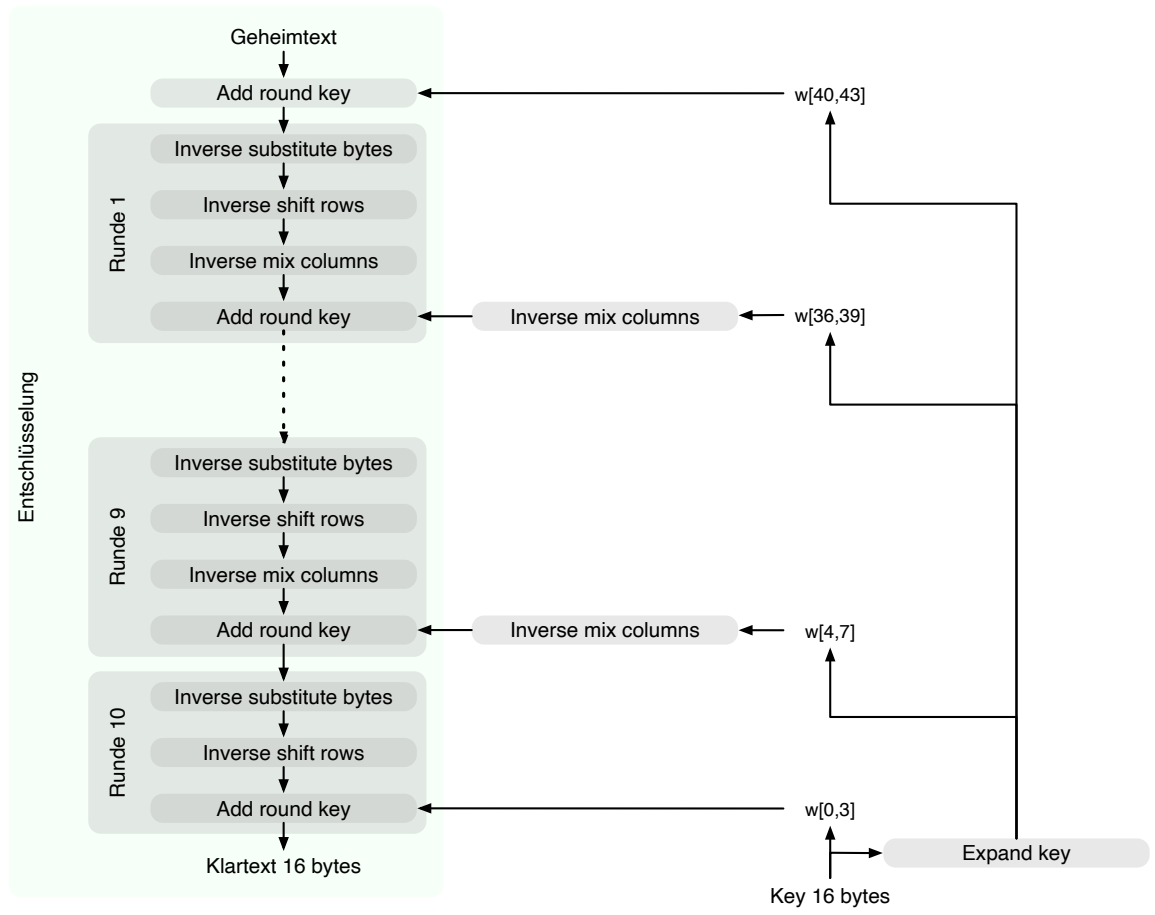 Geheimtext
Add round key
w[40,43]
Inverse substitute bytes
Inverse shift rows
Runde 1
Inverse mix columns
Add round key
Inverse mix columns
w[36,39]
Entschlüsselung
Inverse substitute bytes
Inverse shift rows
Runde 9
Inverse mix columns
Add round key
Inverse mix columns
w[4,7]
Inverse substitute bytes
Runde 10
Inverse shift rows
Add round key
w[0,3]
Expand key
Klartext 16 bytes
Key 16 bytes